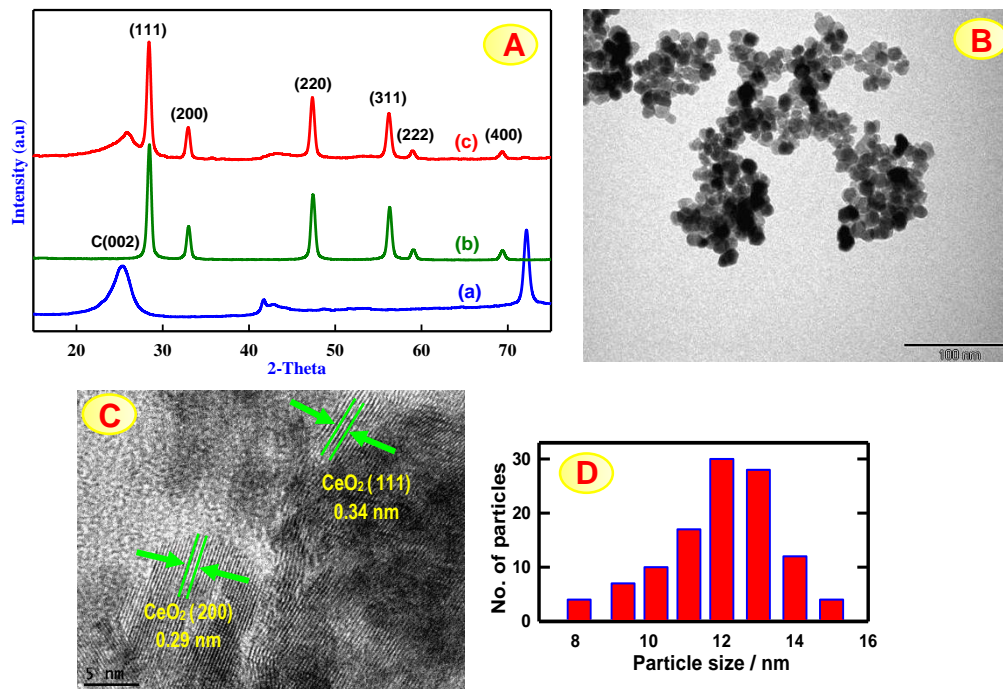 A
(111)
(200)
(220)
(311)
(222)
(400)
(c)
C(002)
(b)
(a)
Intensity (a.u)
20 30 40 50 60 70
2-Theta
B
100 nm
C
CeO₂ (111)
0.34 nm
CeO₂ (200)
0.29 nm
5 nm
D
No. of particles
30
20
10
0
8 10 12 14 16
Particle size / nm